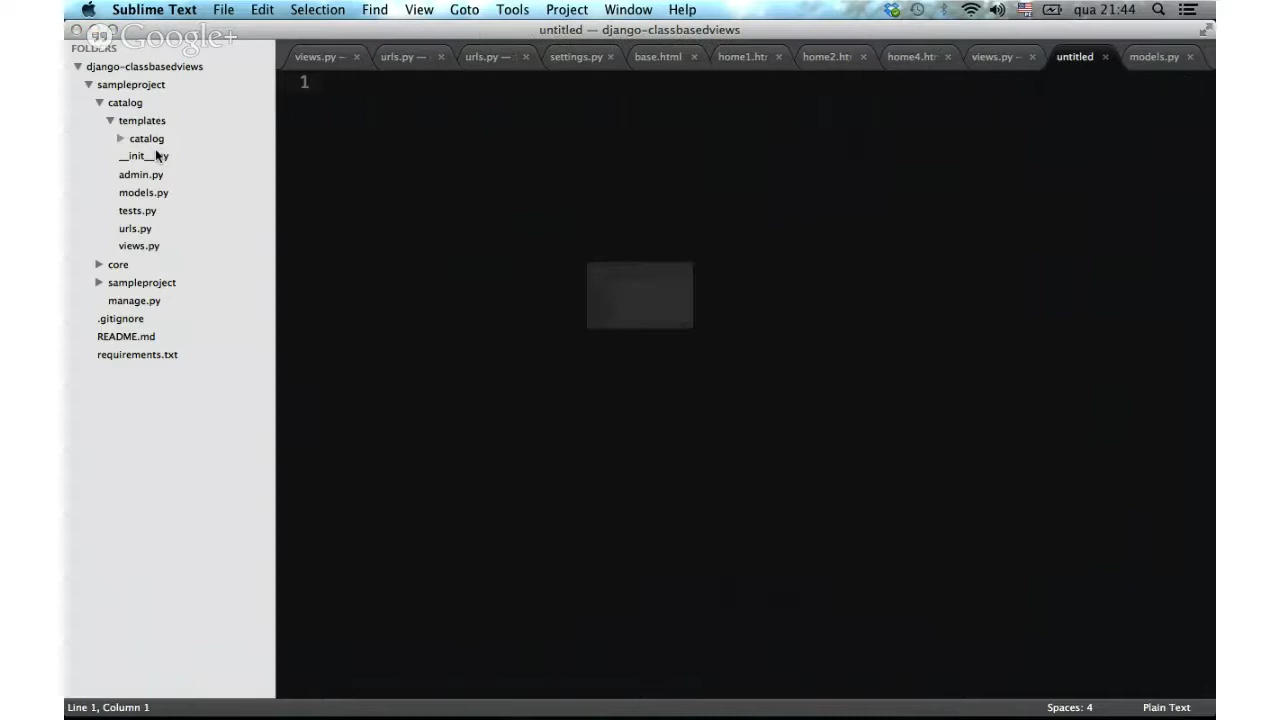 Sublime Text File Edit Selection Find View Goto Tools Project Window Help qua 21:44
untitled — django-classbasedviews
Google+
FOLDERS
views.py — × urls.py — × urls.py — × settings.py × base.html × home1.htr × home2.ht × home4.ht × views.py – × untitled × models.py ×
django-classbasedviews
sampleproject
catalog
templates
catalog
admin.py
models.py
tests.py
urls.py
views.py
core
sampleproject
manage.py
.gitignore
README.md
requirements.txt
1
Line 1, Column 1 Spaces: 4 Plain Text